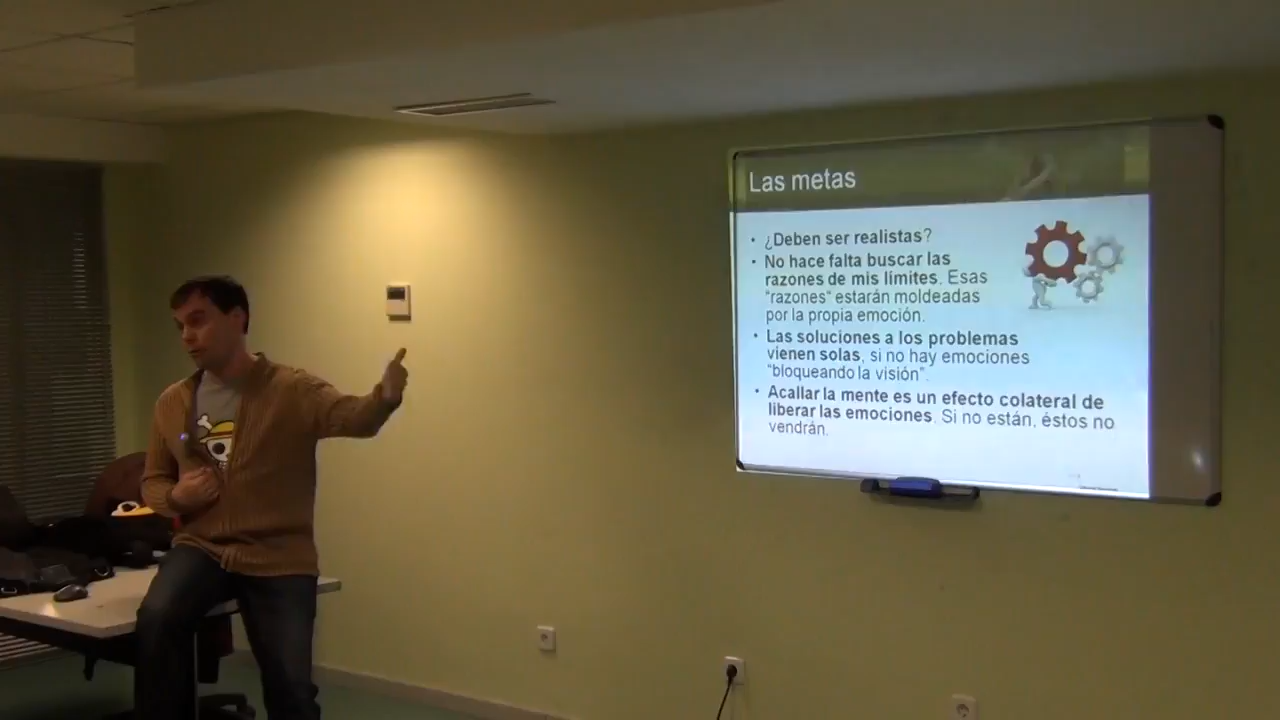 Las metas
• ¿Deben ser realistas?
• No hace falta buscar las
razones de mis límites. Esas
"razones" estarán moldeadas
por la propia emoción.
• Las soluciones a los problemas
vienen solas, si no hay emociones
"bloqueando la visión".
• Acallar la mente es un efecto colateral de
liberar las emociones. Si no están, éstos no
vendrán.